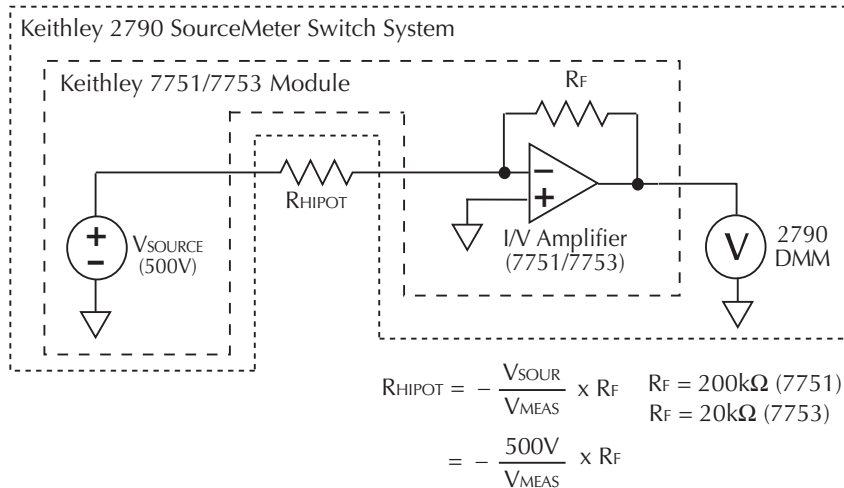 Keithley 2790 SourceMeter Switch System
Keithley 7751/7753 Module
RF
RHIPOT
+
−
VSOURCE
(500V)
−
+
I/V Amplifier
(7751/7753)
V
2790
DMM
RHIPOT = − VSOUR / VMEAS x RF RF = 200kΩ (7751)
RF = 20kΩ (7753)
= − 500V / VMEAS x RF